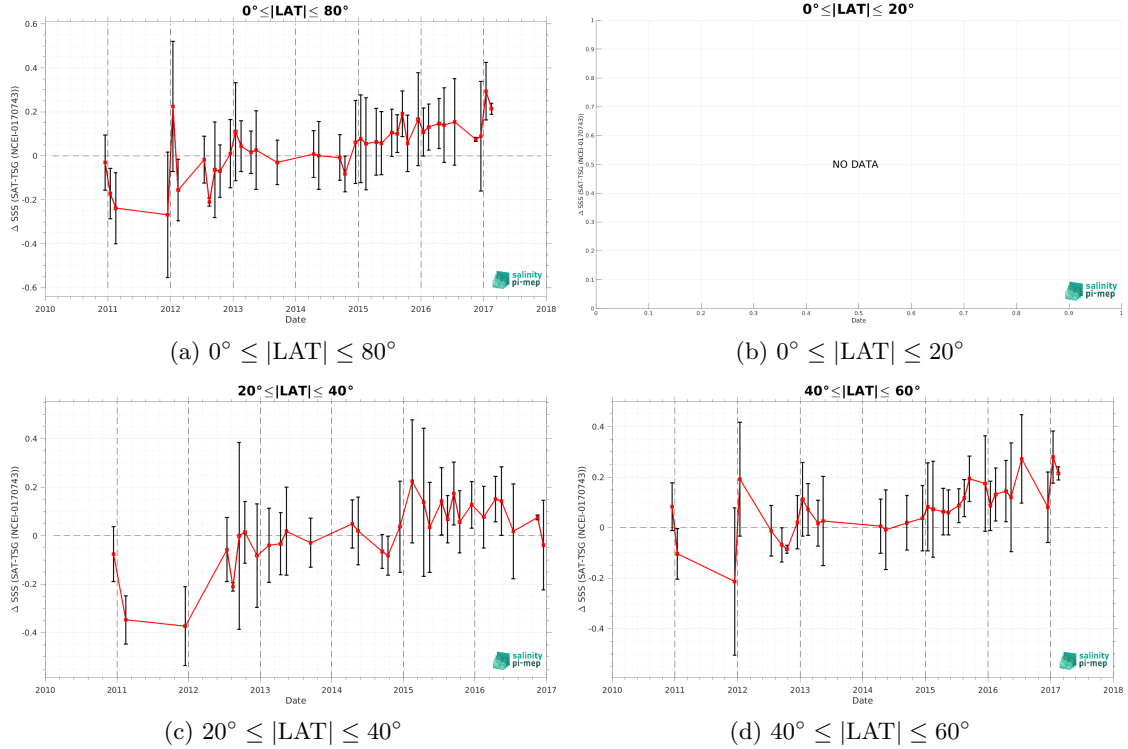 0°≤|LAT|≤ 80°
Δ SSS (SAT-TSG (NCEI-0170743))
0.6
0.4
0.2
0
-0.2
-0.4
-0.6
2010 2011 2012 2013 2014 2015 2016 2017 2018
Date
salinity
pi-mep
(a) 0° ≤ |LAT| ≤ 80°
0°≤|LAT|≤ 20°
Δ SSS (SAT-TSG (NCEI-0170743))
1
0.9
0.8
0.7
0.6
0.5
0.4
0.3
0.2
0.1
0
NO DATA
0 0.1 0.2 0.3 0.4 0.5 0.6 0.7 0.8 0.9 1
Date
salinity
pi-mep
(b) 0° ≤ |LAT| ≤ 20°
20°≤|LAT|≤ 40°
Δ SSS (SAT-TSG (NCEI-0170743))
0.4
0.2
0
-0.2
-0.4
2010 2011 2012 2013 2014 2015 2016 2017
Date
salinity
pi-mep
(c) 20° ≤ |LAT| ≤ 40°
40°≤|LAT|≤ 60°
Δ SSS (SAT-TSG (NCEI-0170743))
0.4
0.2
0
-0.2
-0.4
2010 2011 2012 2013 2014 2015 2016 2017 2018
Date
salinity
pi-mep
(d) 40° ≤ |LAT| ≤ 60°